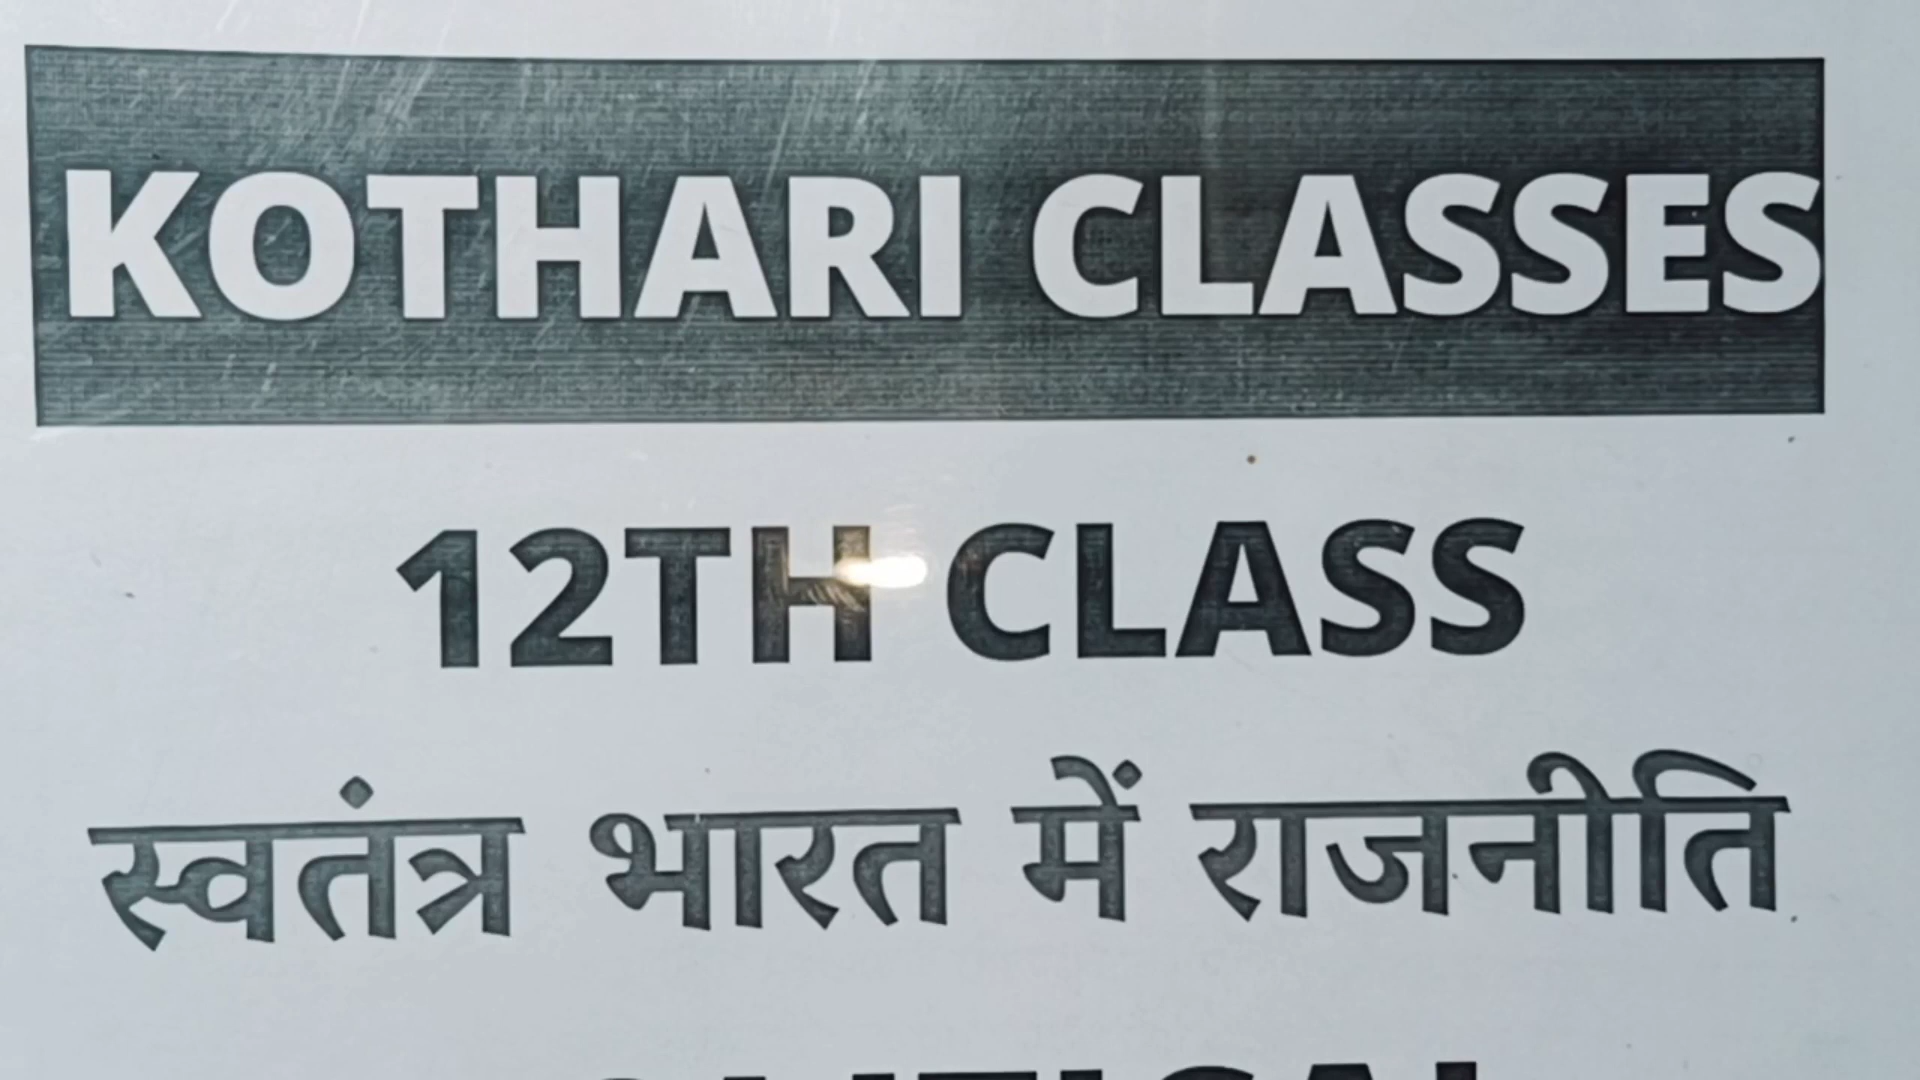 KOTHARI CLASSES
12TH CLASS
स्वतंत्र भारत में राजनीति